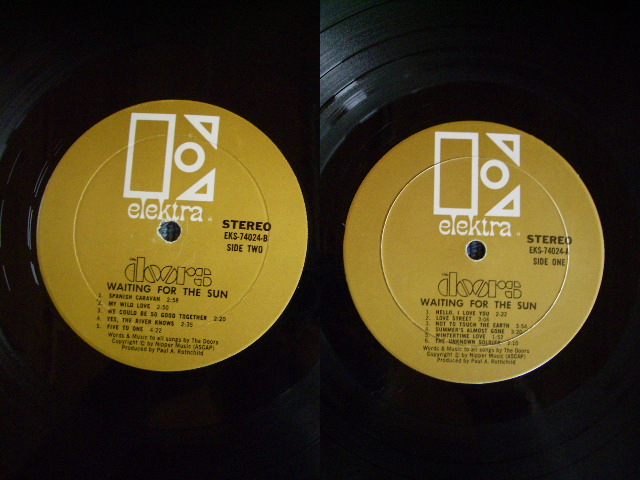 elektra
STEREO
EKS-74024-B
SIDE TWO
the doors
WAITING FOR THE SUN
1. SPANISH CARAVAN 2:58
2. MY WILD LOVE 2:50
3. WE COULD BE SO GOOD TOGETHER 2:20
4. YES, THE RIVER KNOWS 2:35
5. FIVE TO ONE 4:22
Words & Music to all songs by The Doors
Copyright © by Nipper Music (ASCAP)
Produced by Paul A. Rothchild
elektra
STEREO
EKS-74024-A
SIDE ONE
the doors
WAITING FOR THE SUN
1. HELLO, I LOVE YOU 2:22
2. LOVE STREET 3:06
3. NOT TO TOUCH THE EARTH 3:54
4. SUMMER'S ALMOST GONE 3:20
5. WINTERTIME LOVE 1:52
6. THE UNKNOWN SOLDIER 3:10
Words & Music to all songs by The Doors
Copyright © by Nipper Music (ASCAP)
Produced by Paul A. Rothchild